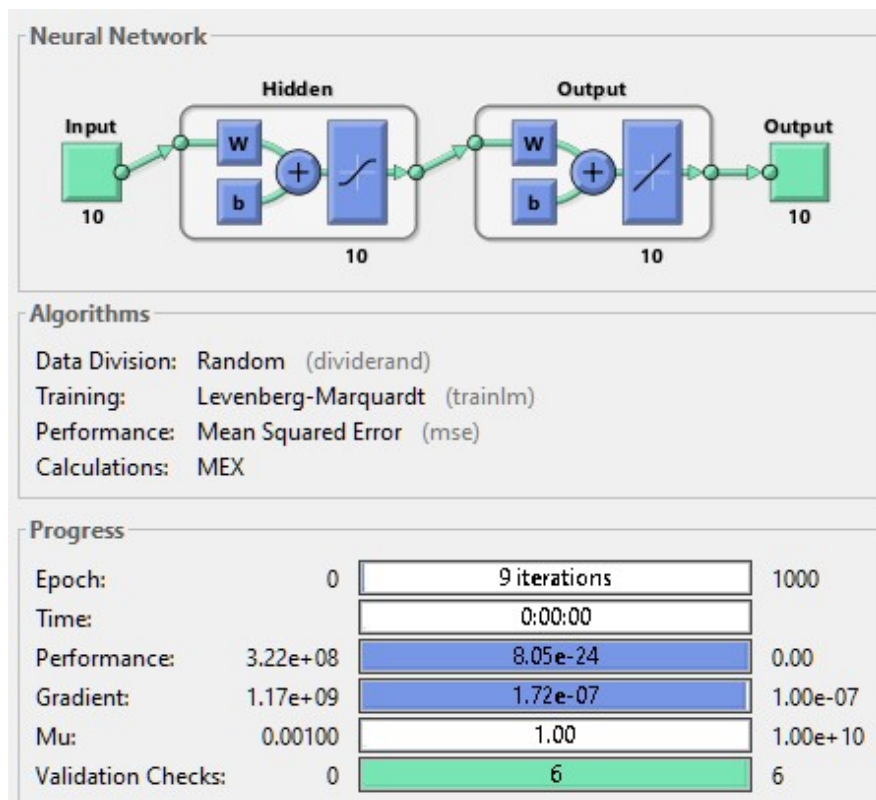 Neural Network
Hidden Output
Input Output
W W
b b
10 10
10 10
Algorithms
Data Division: Random (dividerand)
Training: Levenberg-Marquardt (trainlm)
Performance: Mean Squared Error (mse)
Calculations: MEX
Progress
Epoch: 0 9 iterations 1000
Time: 0:00:00
Performance: 3.22e+08 8.05e-24 0.00
Gradient: 1.17e+09 1.72e-07 1.00e-07
Mu: 0.00100 1.00 1.00e+10
Validation Checks: 0 6 6